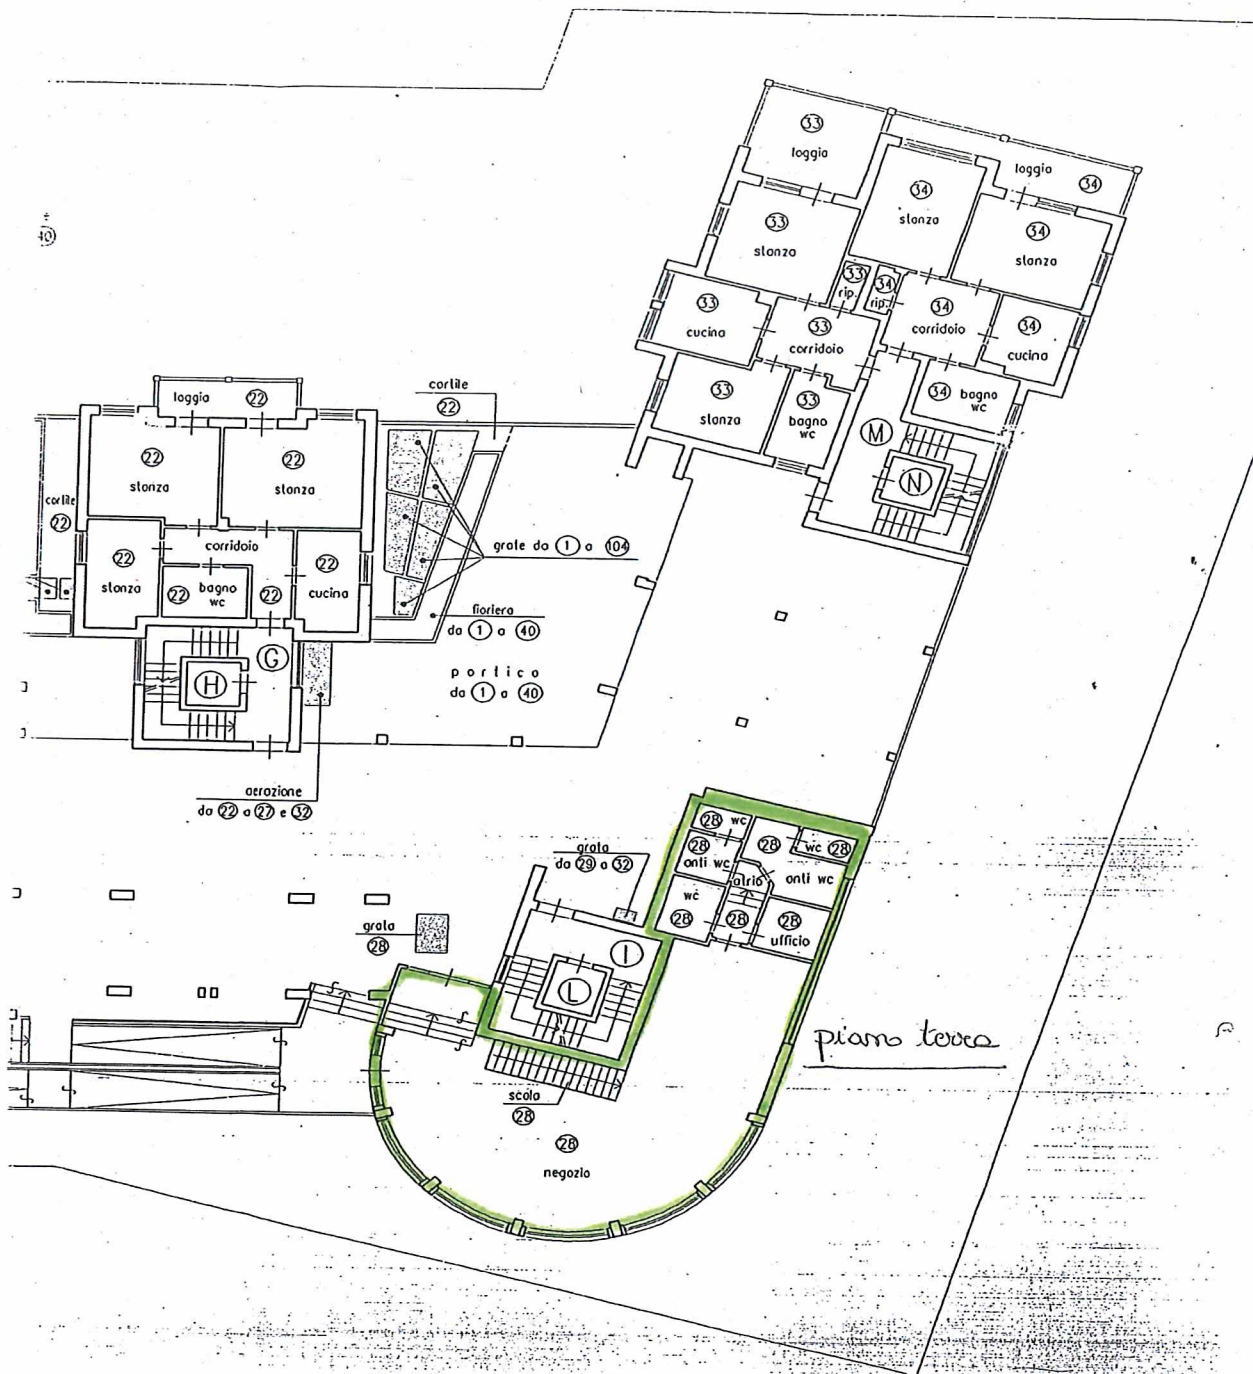 33
loggia
loggia
34
34
stanza
33
stanza
34
stanza
40
33
rip.
34
rip.
33
cucina
33
corridoio
34
corridoio
34
cucina
33
stanza
33
bagno
wc
34
bagno
wc
M
N
loggia
22
cortile
22
22
stanza
22
stanza
cortile
22
corridoio
22
stanza
22
bagno
wc
22
22
cucina
grate da 1 a 104
fioriera
da 1 a 40
portico
da 1 a 40
G
H
aerazione
da 22 a 27 e 32
grata
da 29 a 32
28 wc
28
wc 28
28
anti wc
atrio
anti wc
wc
28
28
28
ufficio
grata
28
I
L
piano terra
scala
28
28
negozio